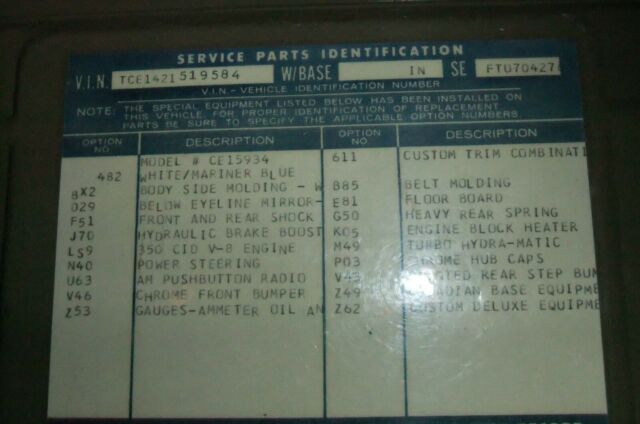 SERVICE PARTS IDENTIFICATION
V.I.N. TCE1421519584 W/BASE IN SE FTU70427
V.I.N.-VEHICLE IDENTIFICATION NUMBER
NOTE: THE SPECIAL EQUIPMENT LISTED BELOW HAS BEEN INSTALLED ON
THIS VEHICLE. FOR PROPER IDENTIFICATION OF REPLACEMENT
PARTS BE SURE TO SPECIFY THE APPLICABLE OPTION NUMBERS.
OPTION NO. DESCRIPTION OPTION NO. DESCRIPTION
MODEL # CE15934 611 CUSTOM TRIM COMBINATI
482 WHITE/MARINER BLUE
BX2 BODY SIDE MOLDING - W B85 BELT MOLDING
D29 BELOW EYELINE MIRROR- E81 FLOOR BOARD
F51 FRONT AND REAR SHOCK G50 HEAVY REAR SPRING
J70 HYDRAULIC BRAKE BOOST K05 ENGINE BLOCK HEATER
LS9 350 CID V-8 ENGINE M49 TURBO HYDRA-MATIC
N40 POWER STEERING P03 CHROME HUB CAPS
U63 AM PUSHBUTTON RADIO V43 REAR STEP BUM
V46 CHROME FRONT BUMPER Z49 BASE EQUIPME
Z53 GAUGES-AMMETER OIL AN Z62 CUSTOM DELUXE EQUIPME